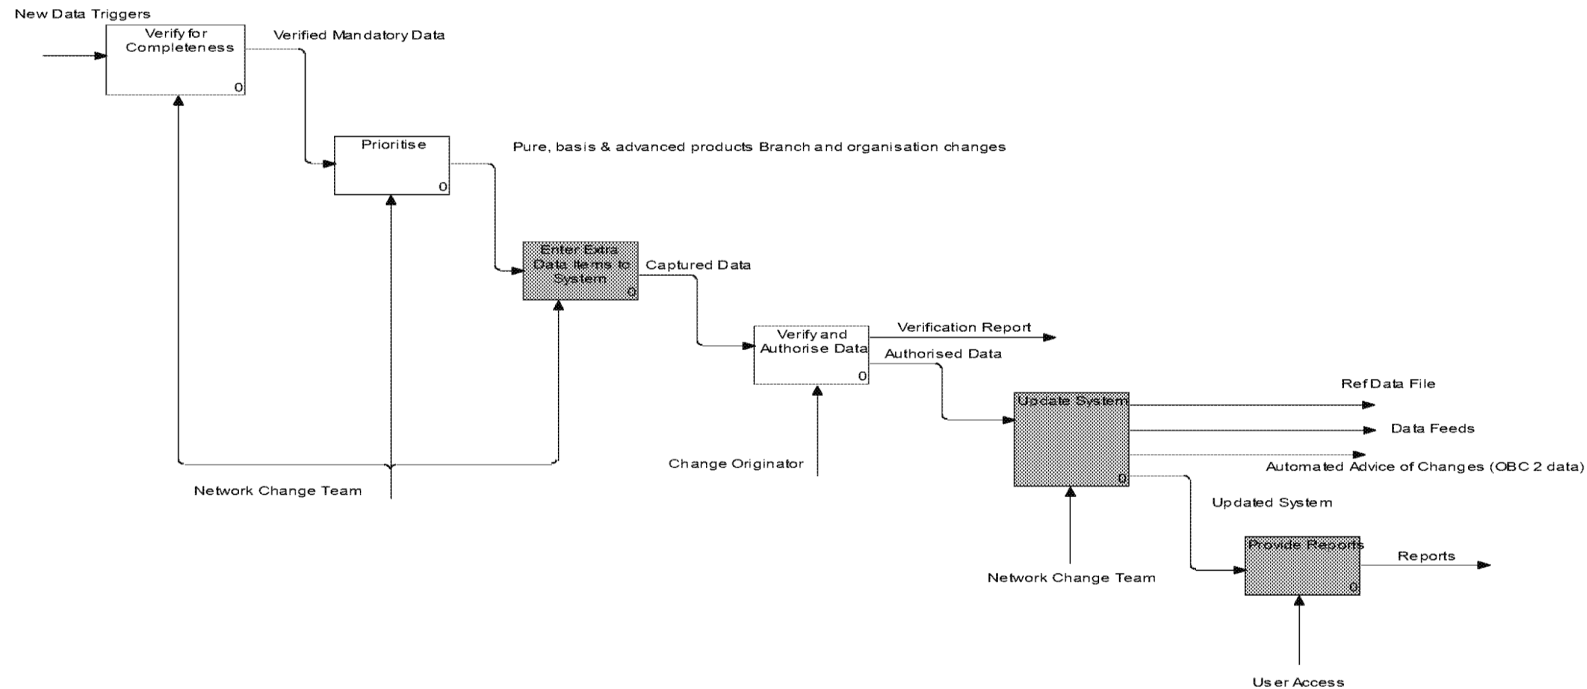 New Data Triggers
Verify for
Completeness
0
Verified Mandatory Data
Prioritise
0
Pure, basis & advanced products Branch and organisation changes
Enter Extra
Data Items to
System
0
Captured Data
Verify and
Authorise Data
0
Verification Report
Authorised Data
Change Originator
Network Change Team
Update System
0
Ref Data File
Data Feeds
Automated Advice of Changes (OBC 2 data)
Updated System
Network Change Team
Provide Reports
0
Reports
User Access